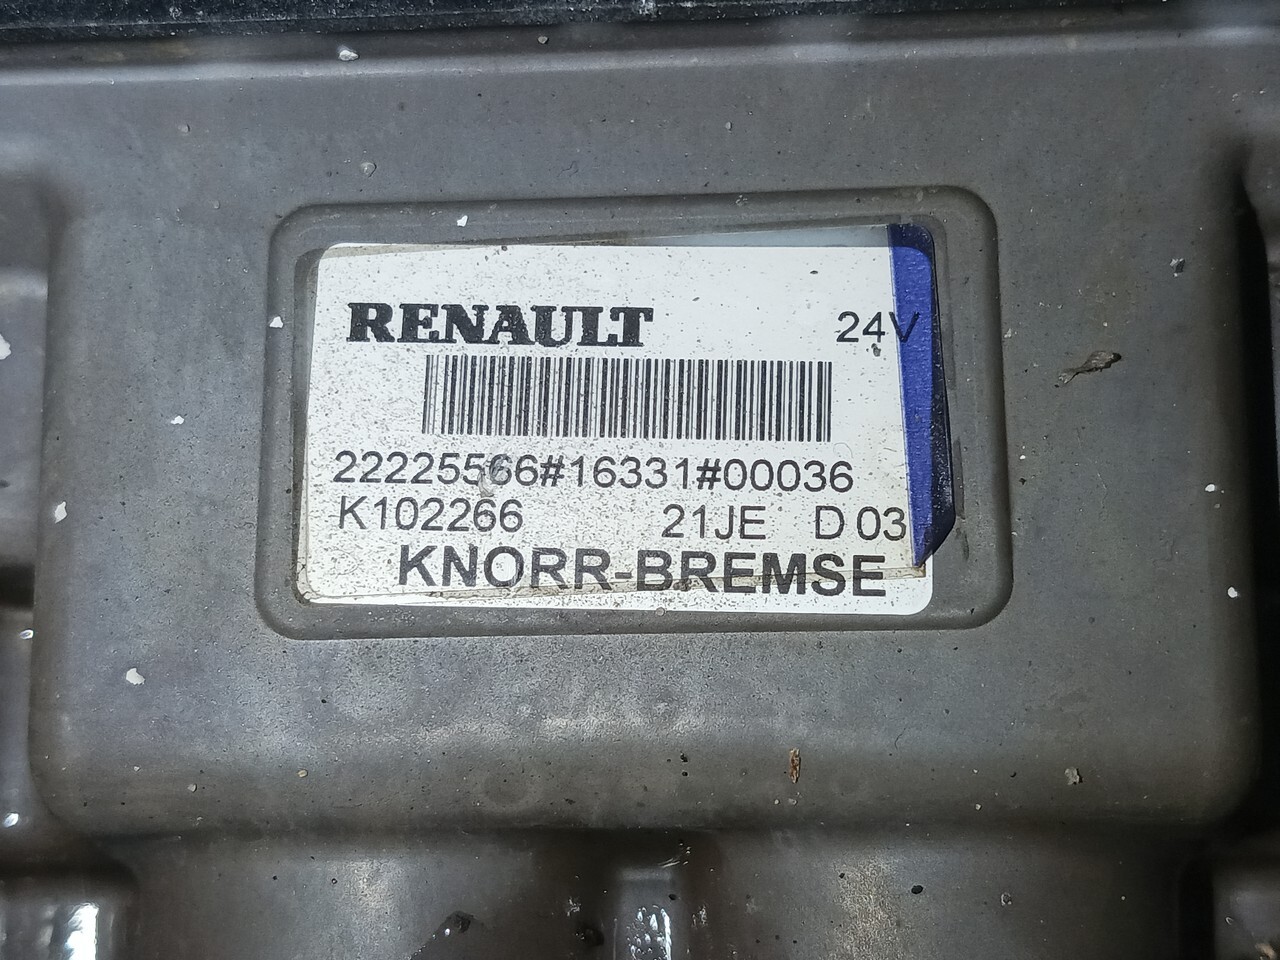 RENAULT 24V
22225566#16331#00036
K102266 21JE D 03
KNORR-BREMSE